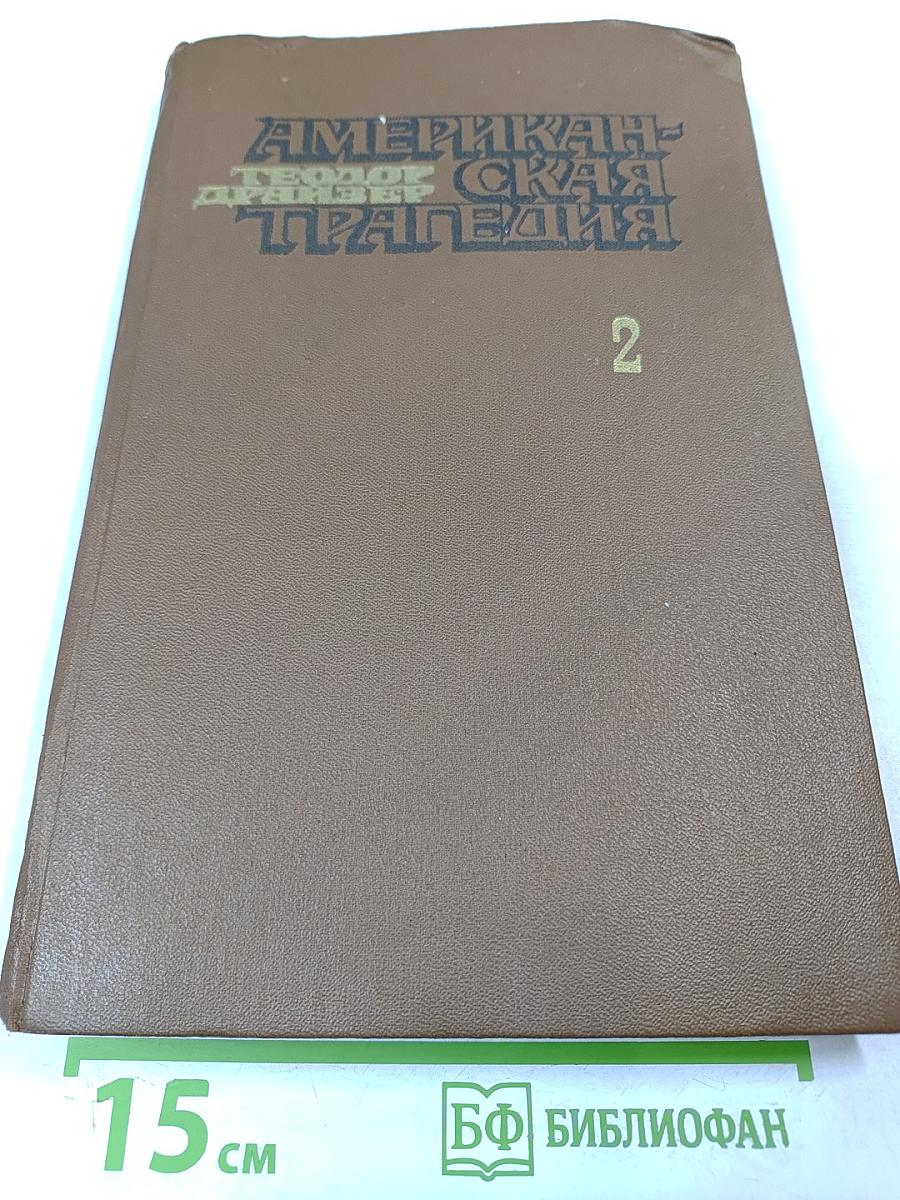 АМЕРИКАН-
ТЕОДОР
ДРАЙЗЕР
СКАЯ
ТРАГЕДИЯ
2
15 см
БФ БИБЛИОФАН